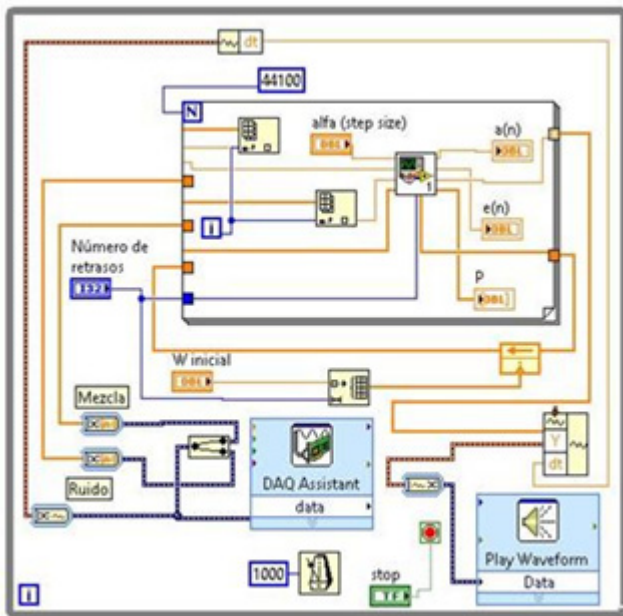 dt
44100
N
alfa (step size)
DBL
a(n)
DBL
1
i
e(n)
DBL
Número de
retrasos
I32
P
[DBL]
W inicial
DBL
Mezcla
Ruido
DAQ Assistant
data
Y
dt
Play Waveform
Data
1000
stop
TF
i